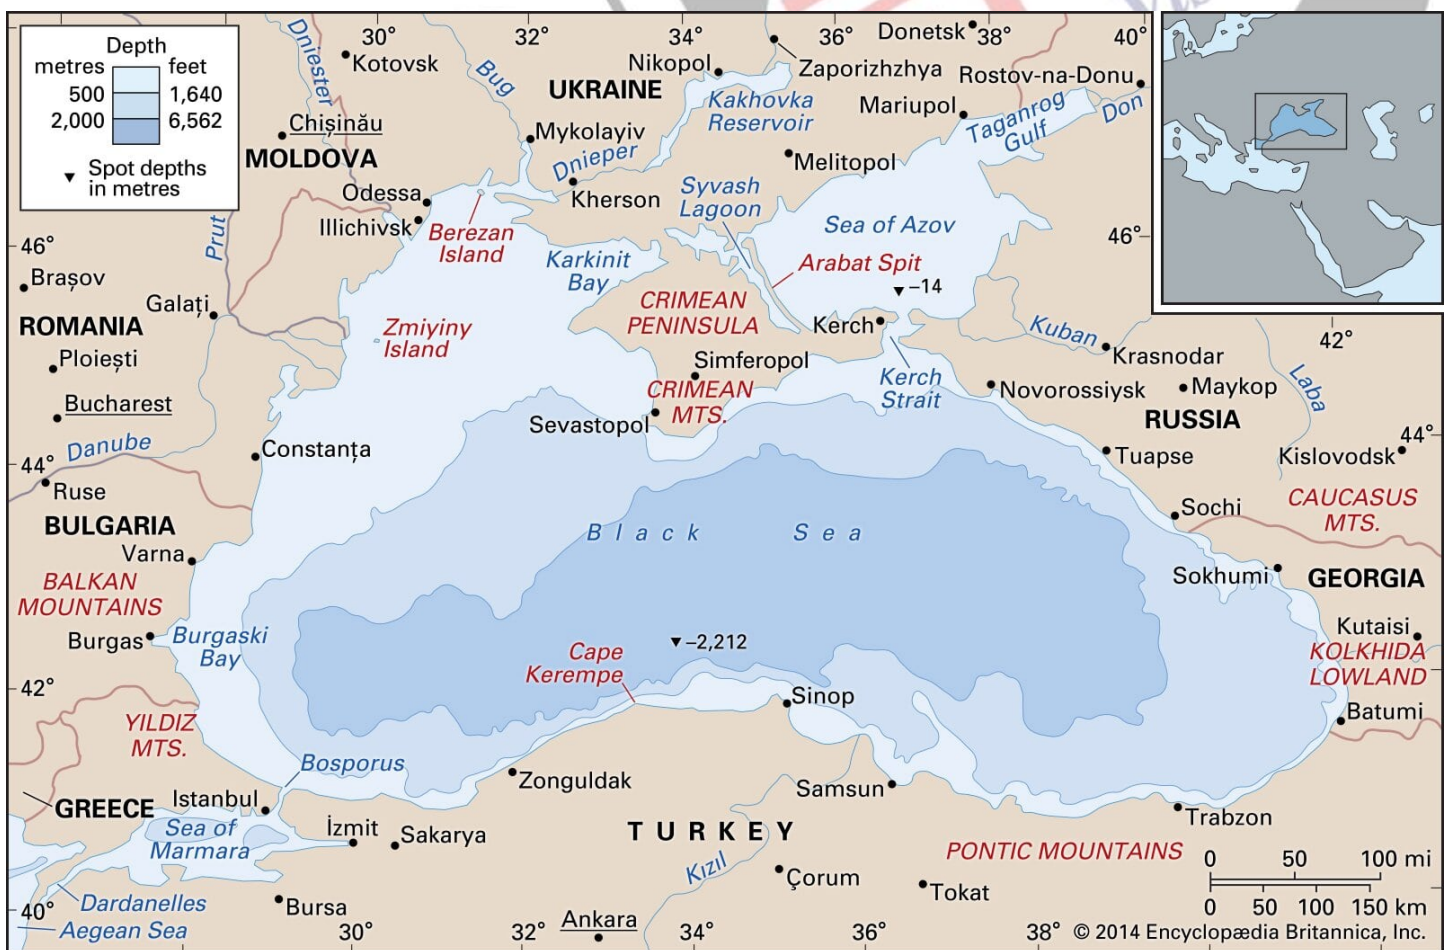 Depth
metres feet
500 1,640
2,000 6,562
Spot depths
in metres
30°
32°
34°
36°
38°
40°
Dniester
Kotovsk
Bug
Nikopol
Zaporizhzhya
Donetsk
Rostov-na-Donu
UKRAINE
Kakhovka
Reservoir
Mariupol
Taganrog
Gulf
Don
Chișinău
MOLDOVA
Mykolayiv
Dnieper
Melitopol
Odessa
Kherson
Syvash
Lagoon
Illichivsk
Berezan
Island
Sea of Azov
Prut
46°
46°
Karkinit
Bay
Arabat Spit
–14
Brașov
Galați
ROMANIA
Zmiyiny
Island
CRIMEAN
PENINSULA
Kerch
Kuban
42°
Ploiești
Simferopol
Kerch
Strait
Krasnodar
Laba
Bucharest
CRIMEAN
MTS.
Novorossiysk
Maykop
RUSSIA
Sevastopol
Danube
Constanța
44°
44°
Tuapse
Kislovodsk
Ruse
Sochi
CAUCASUS
MTS.
BULGARIA
Black Sea
Varna
Sokhumi
GEORGIA
BALKAN
MOUNTAINS
Burgas
Burgaski
Bay
–2,212
Kutaisi
Cape
Kerempe
KOLKHIDA
LOWLAND
42°
Sinop
Batumi
YILDIZ
MTS.
Bosporus
Zonguldak
Samsun
GREECE
Istanbul
Trabzon
Sea of
Marmara
İzmit
Sakarya
TURKEY
PONTIC MOUNTAINS
0 50 100 mi
Kızıl
Çorum
Tokat
Dardanelles
Bursa
40°
Aegean Sea
Ankara
0 50 100 150 km
30°
32°
34°
36°
38°
© 2014 Encyclopædia Britannica, Inc.